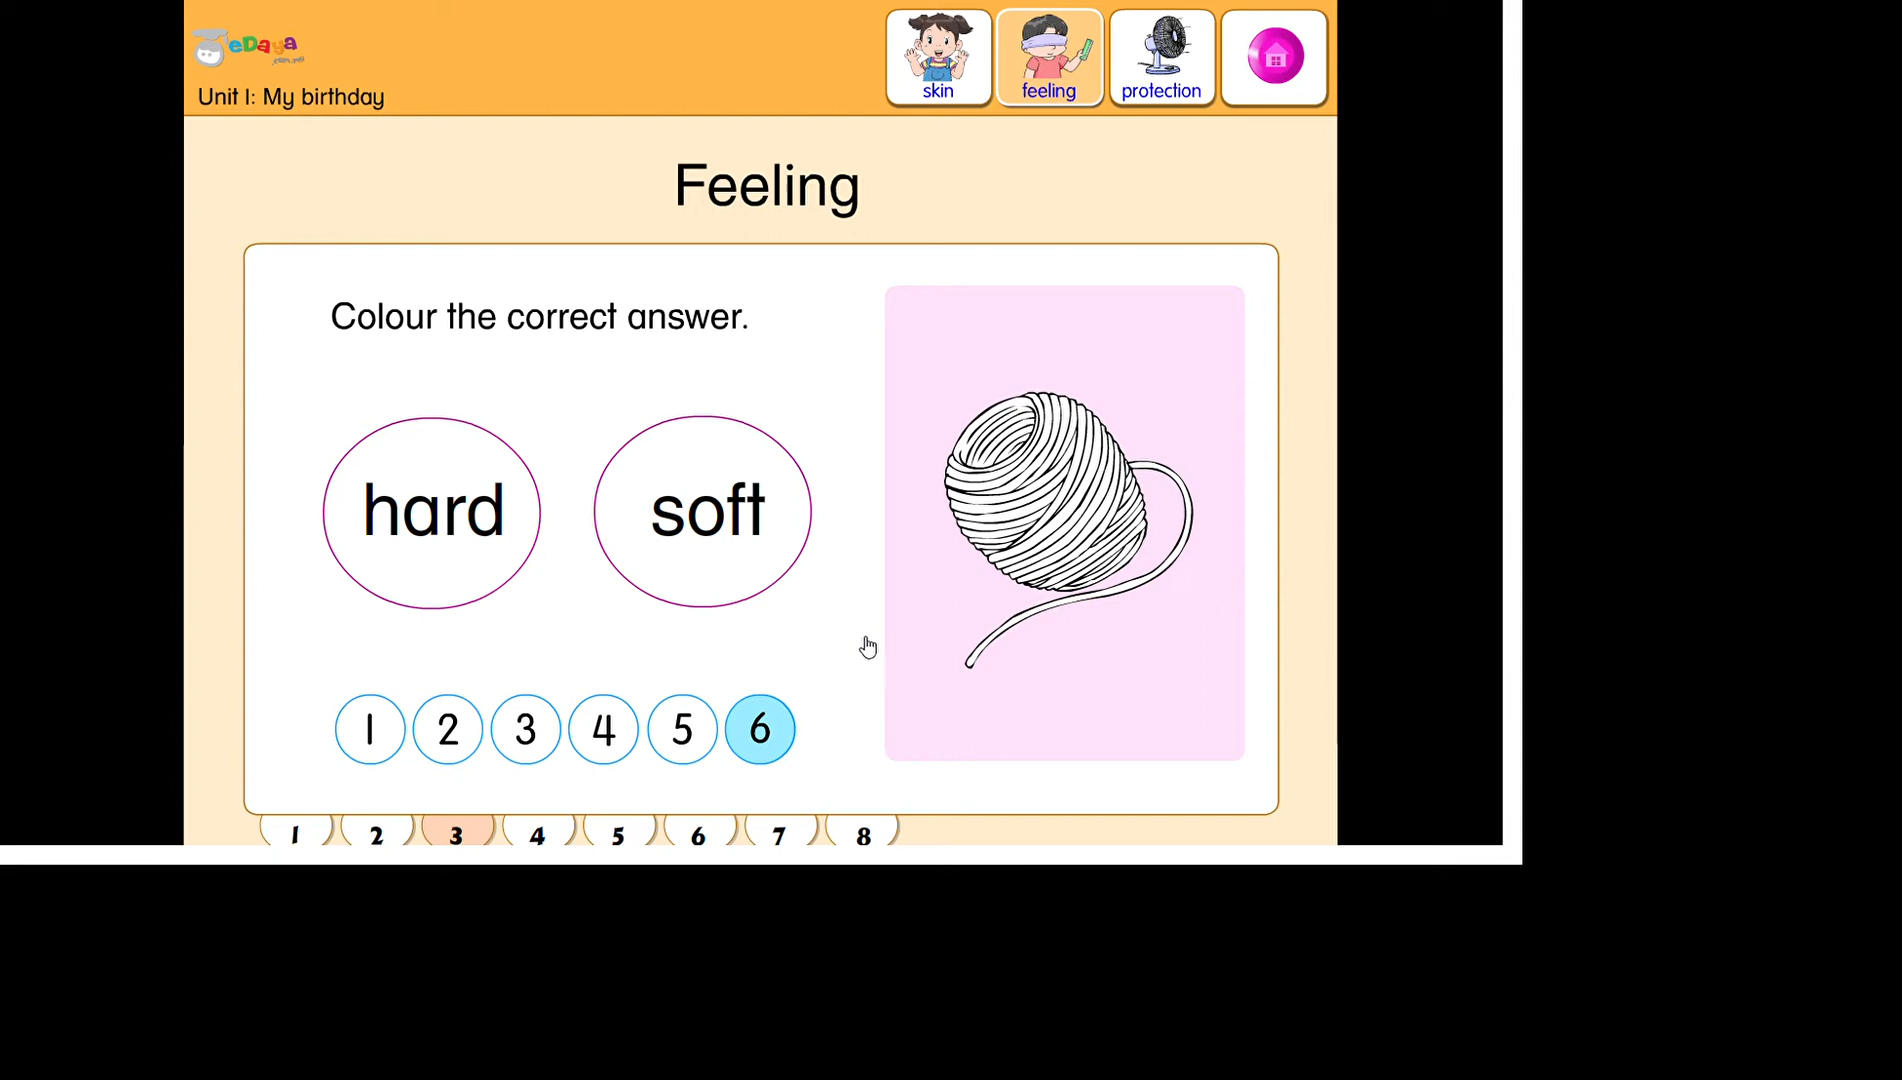 eDaya
Unit 1: My birthday
skin
feeling
protection
Feeling
Colour the correct answer.
hard
soft
1 2 3 4 5 6
1 2 3 4 5 6 7 8